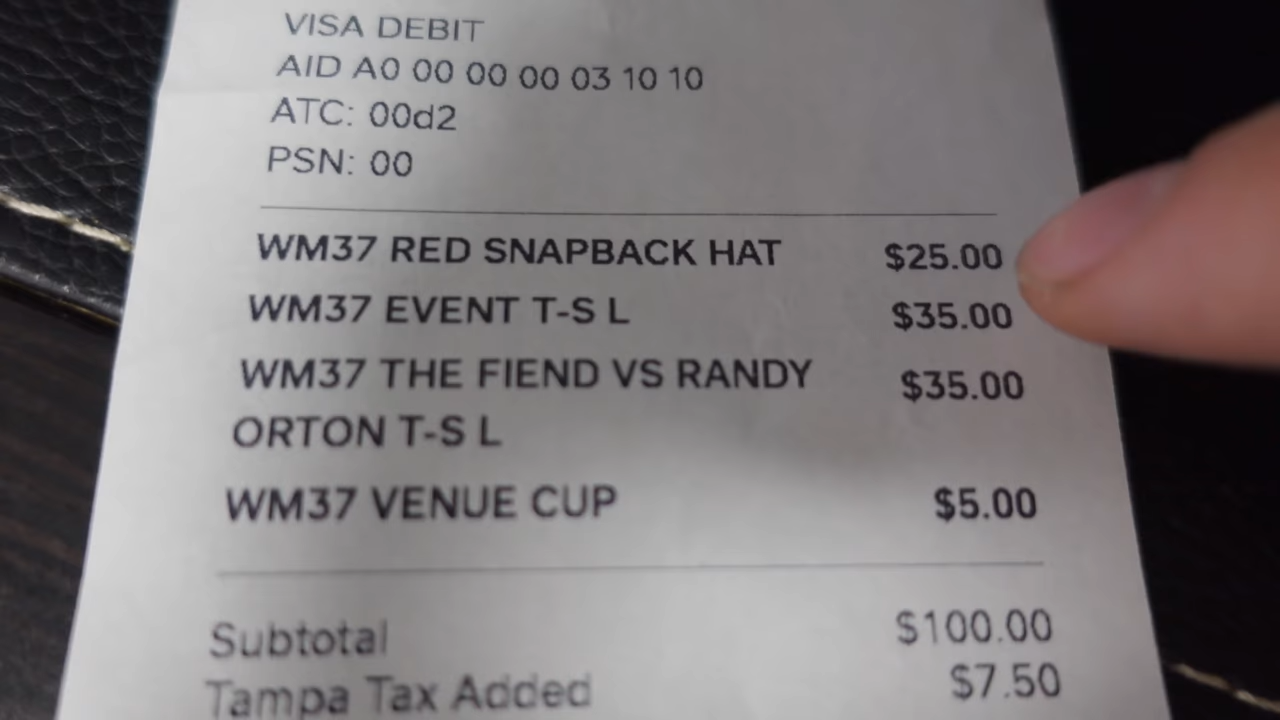 VISA DEBIT
AID A0 00 00 00 03 10 10
ATC: 00d2
PSN: 00
WM37 RED SNAPBACK HAT $25.00
WM37 EVENT T-S L $35.00
WM37 THE FIEND VS RANDY $35.00
ORTON T-S L
WM37 VENUE CUP $5.00
Subtotal $100.00
Tampa Tax Added $7.50